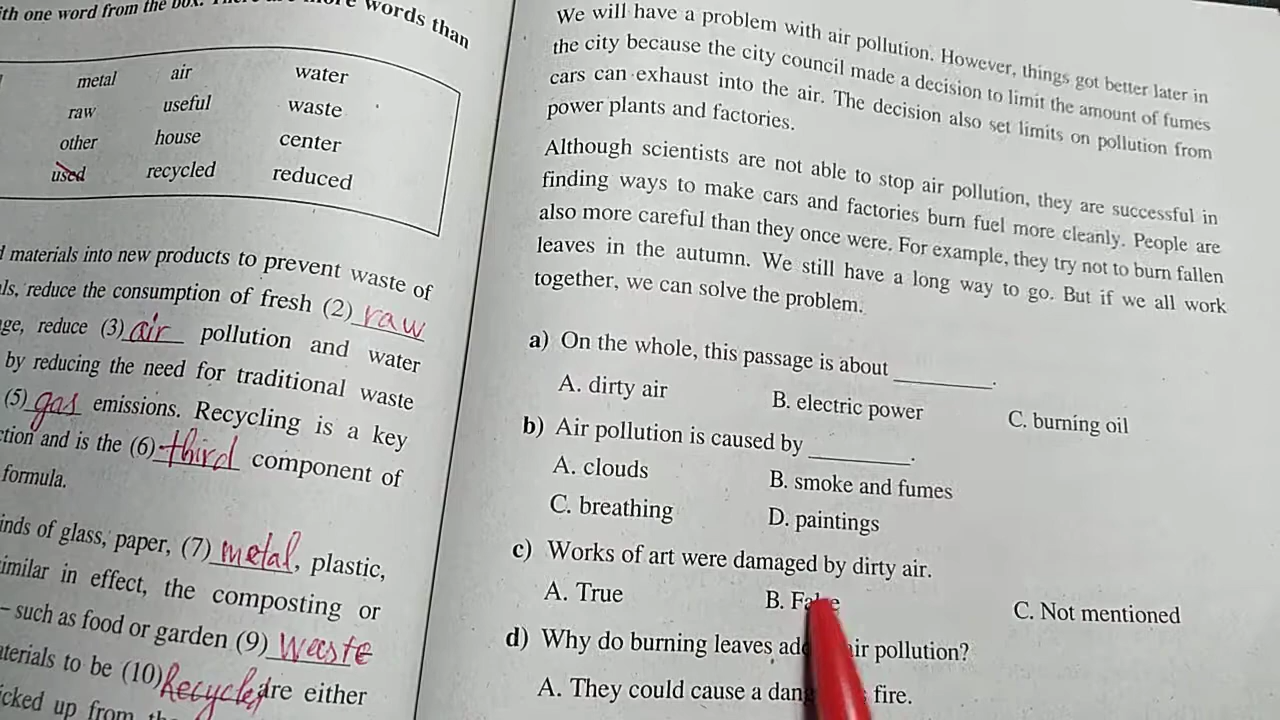 ith one word from the box. There are more words than
metal air water
raw useful waste
other house center
used recycled reduced
materials into new products to prevent waste of
ls, reduce the consumption of fresh (2) raw
ge, reduce (3) air pollution and water
by reducing the need for traditional waste
(5) gas emissions. Recycling is a key
ction and is the (6) third component of
formula.
inds of glass, paper, (7) metal, plastic,
imilar in effect, the composting or
– such as food or garden (9) waste
aterials to be (10) Recycled are either
icked up from the
We will have a problem with air pollution. However, things got better later in
the city because the city council made a decision to limit the amount of fumes
cars can exhaust into the air. The decision also set limits on pollution from
power plants and factories.
Although scientists are not able to stop air pollution, they are successful in
finding ways to make cars and factories burn fuel more cleanly. People are
also more careful than they once were. For example, they try not to burn fallen
leaves in the autumn. We still have a long way to go. But if we all work
together, we can solve the problem.
a) On the whole, this passage is about ________.
A. dirty air B. electric power C. burning oil
b) Air pollution is caused by ________.
A. clouds B. smoke and fumes
C. breathing D. paintings
c) Works of art were damaged by dirty air.
A. True B. False C. Not mentioned
d) Why do burning leaves add air pollution?
A. They could cause a dan fire.